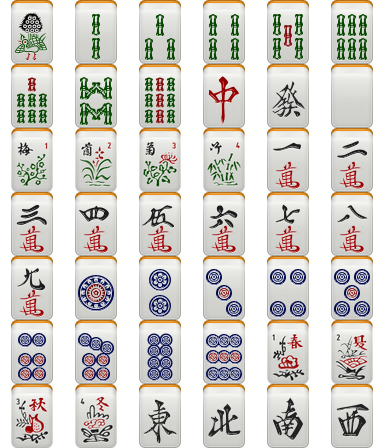 中 發
梅 1 蘭 2 菊 3 竹 4 一 二
萬 萬
三 四 伍 六 七 八
萬 萬 萬 萬 萬 萬
九
萬
1 春 2 夏
3 秋 4 冬 東 北 南 西